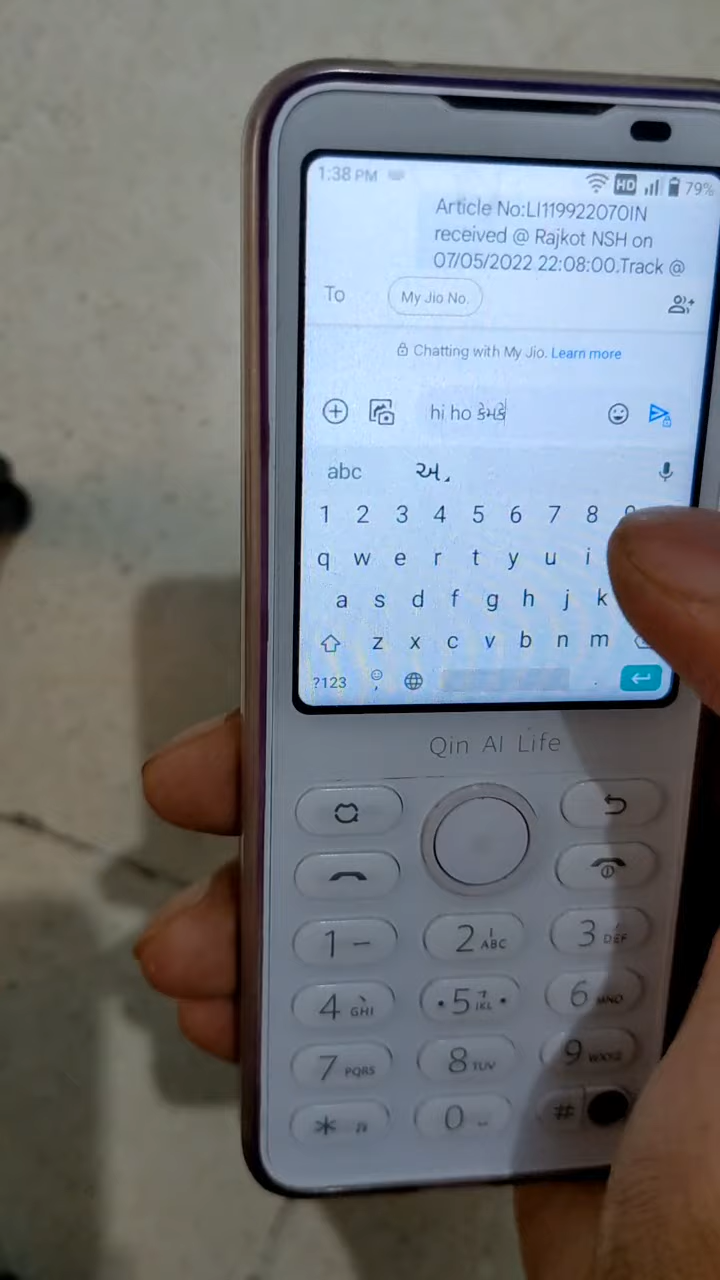 1:38 PM HD 79%
Article No:LI119922070IN
received @ Rajkot NSH on
07/05/2022 22:08:00.Track @
To My Jio No.
Chatting with My Jio. Learn more
hi ho કેમકે
abc અ
1 2 3 4 5 6 7 8
q w e r t y u i
a s d f g h j k
z x c v b n m
?123 , .
Qin AI Life
1
2 ABC
3 DEF
4 GHI
5 JKL
6 MNO
7 PQRS
8 TUV
9 WXYZ
*
0
#